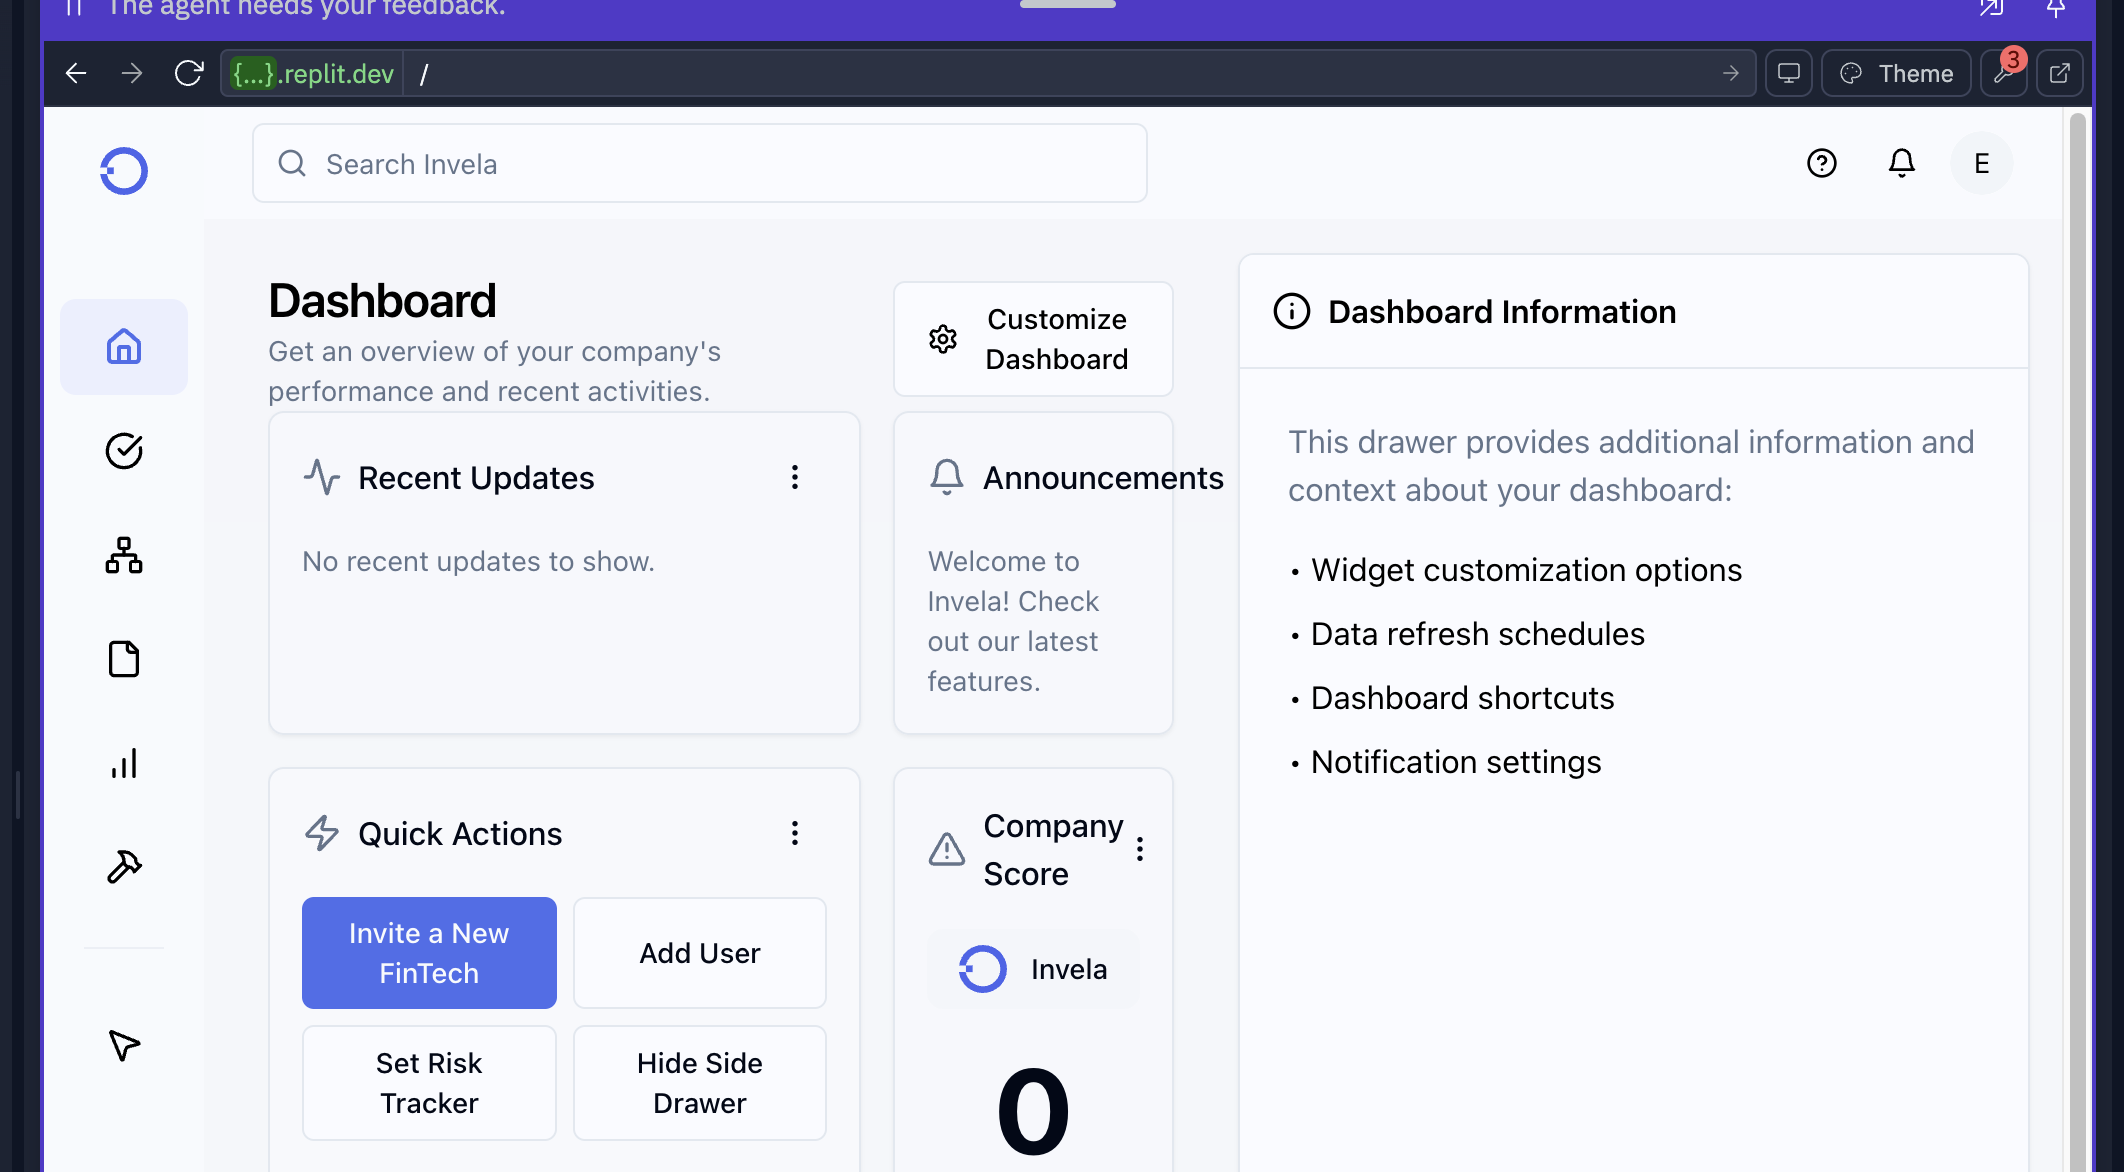 The agent needs your feedback.
{...}.replit.dev
/
Theme
3
Search Invela
E
Dashboard
Get an overview of your company's
performance and recent activities.
Customize
Dashboard
Recent Updates
No recent updates to show.
Announcements
Welcome to
Invela! Check
out our latest
features.
Quick Actions
Invite a New
FinTech
Add User
Set Risk
Tracker
Hide Side
Drawer
Company
Score
Invela
0
Dashboard Information
This drawer provides additional information and
context about your dashboard:
• Widget customization options
• Data refresh schedules
• Dashboard shortcuts
• Notification settings